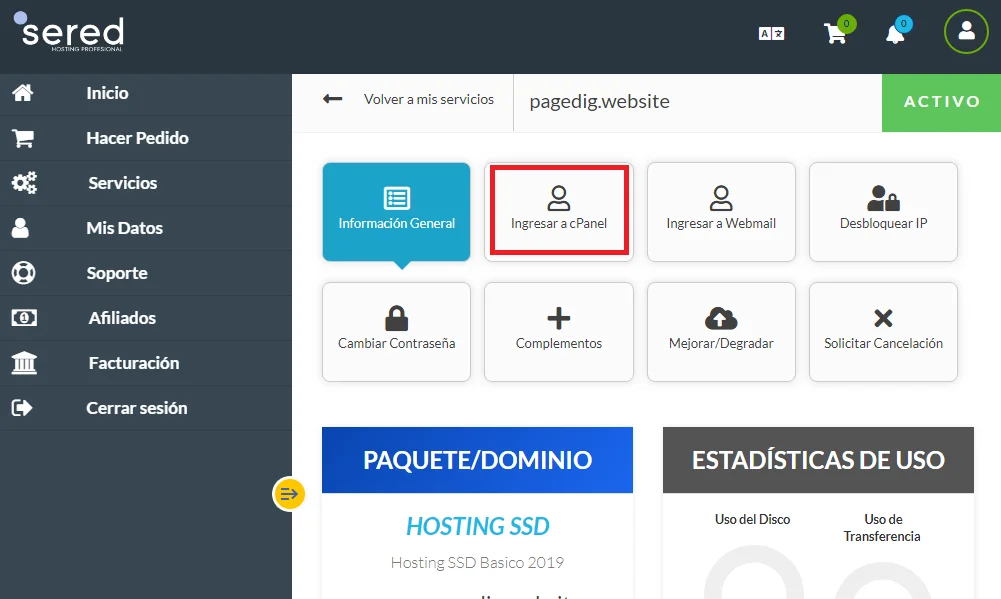 sered
HOSTING PROFESIONAL
A
0
0
Inicio
Hacer Pedido
Servicios
Mis Datos
Soporte
Afiliados
Facturación
Cerrar sesión
Volver a mis servicios
pagedig.website
ACTIVO
Información General
Ingresar a cPanel
Ingresar a Webmail
Desbloquear IP
Cambiar Contraseña
Complementos
Mejorar/Degradar
Solicitar Cancelación
PAQUETE/DOMINIO
HOSTING SSD
Hosting SSD Basico 2019
ESTADÍSTICAS DE USO
Uso del Disco
Uso de
Transferencia